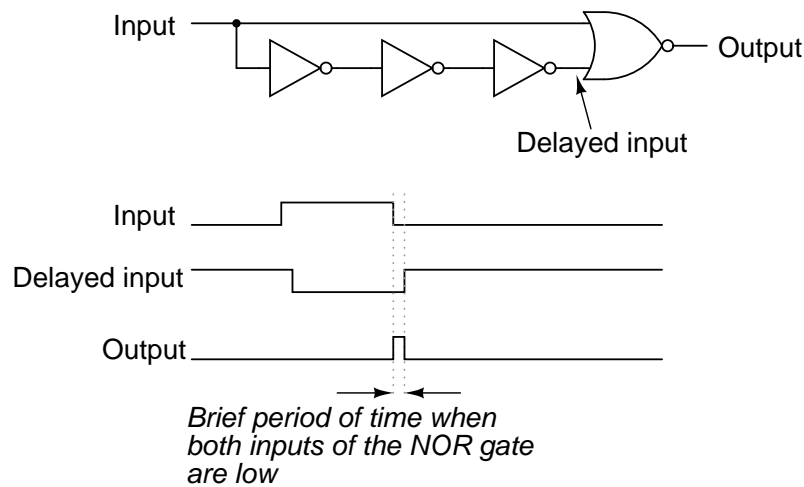 Input
Output
Delayed input
Input
Delayed input
Output
Brief period of time when
both inputs of the NOR gate
are low